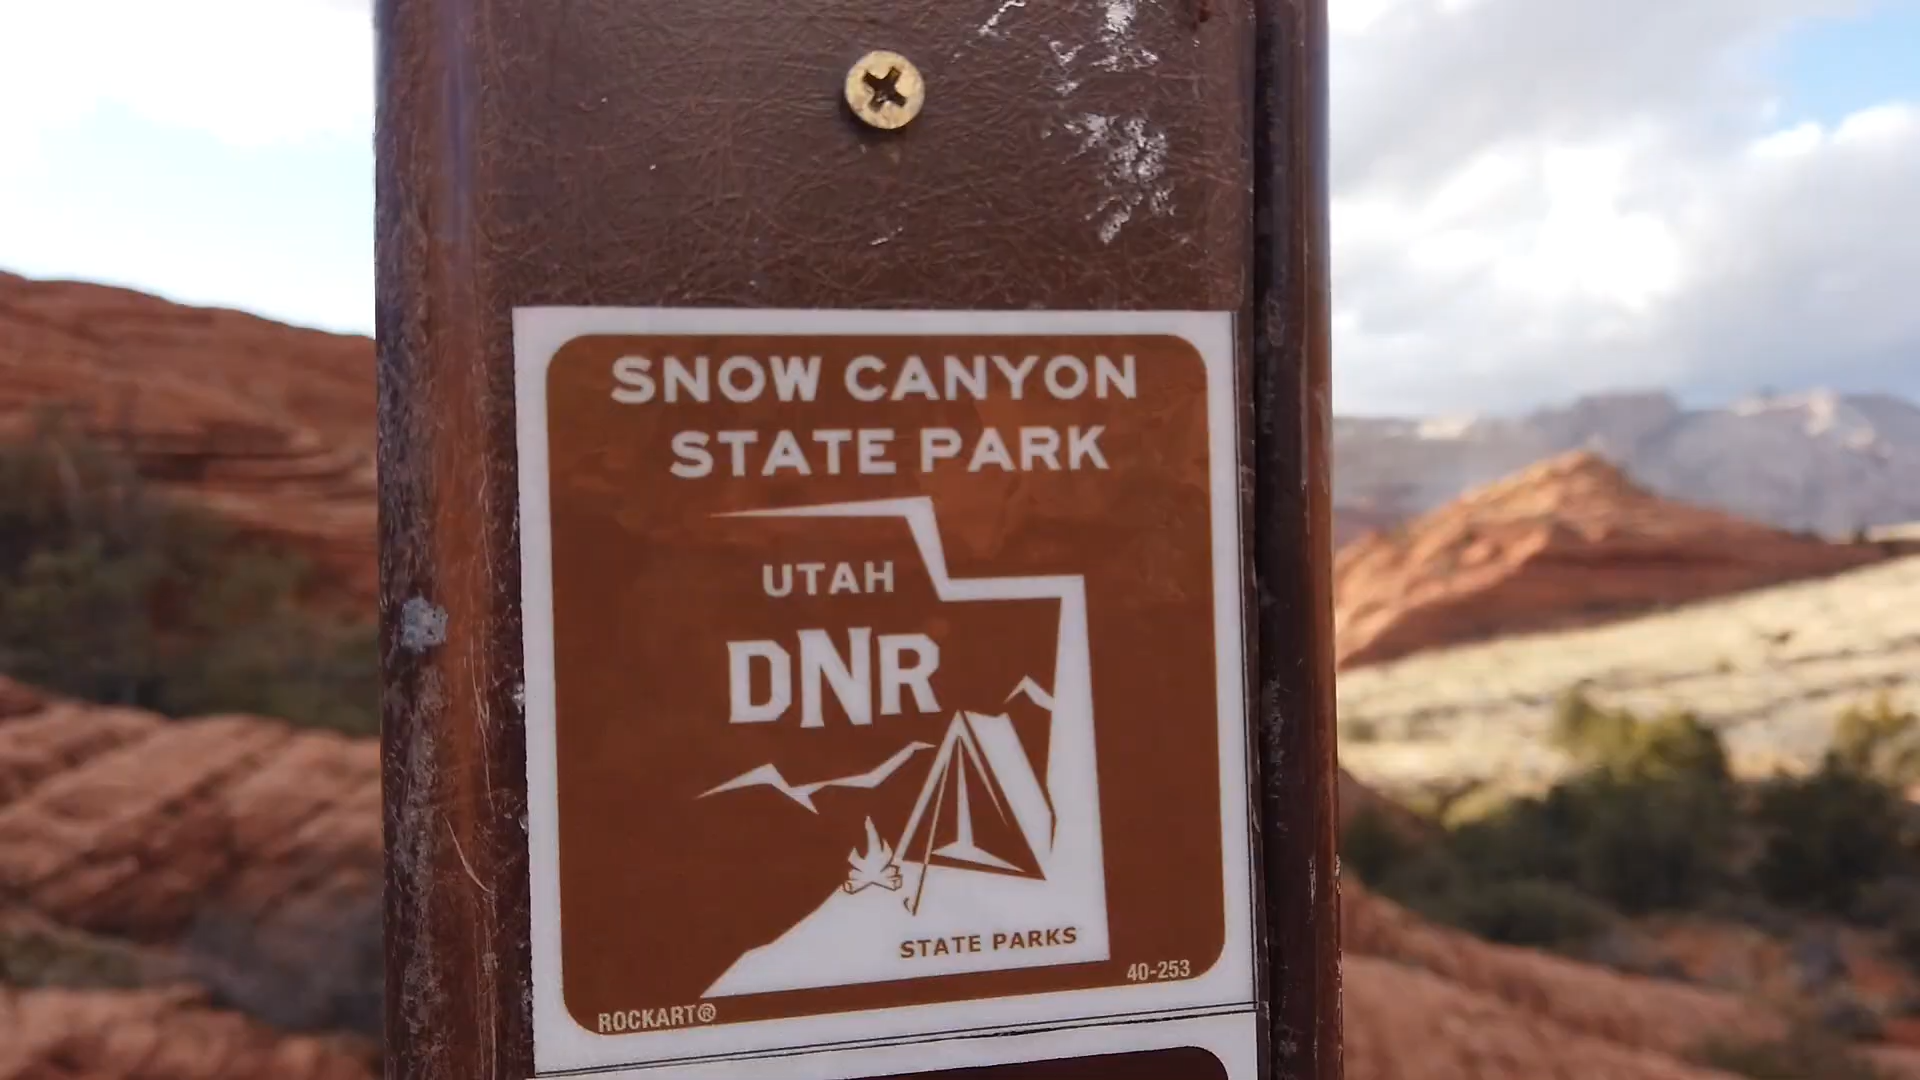 SNOW CANYON
STATE PARK
UTAH
DNR
STATE PARKS
40-253
ROCKART®